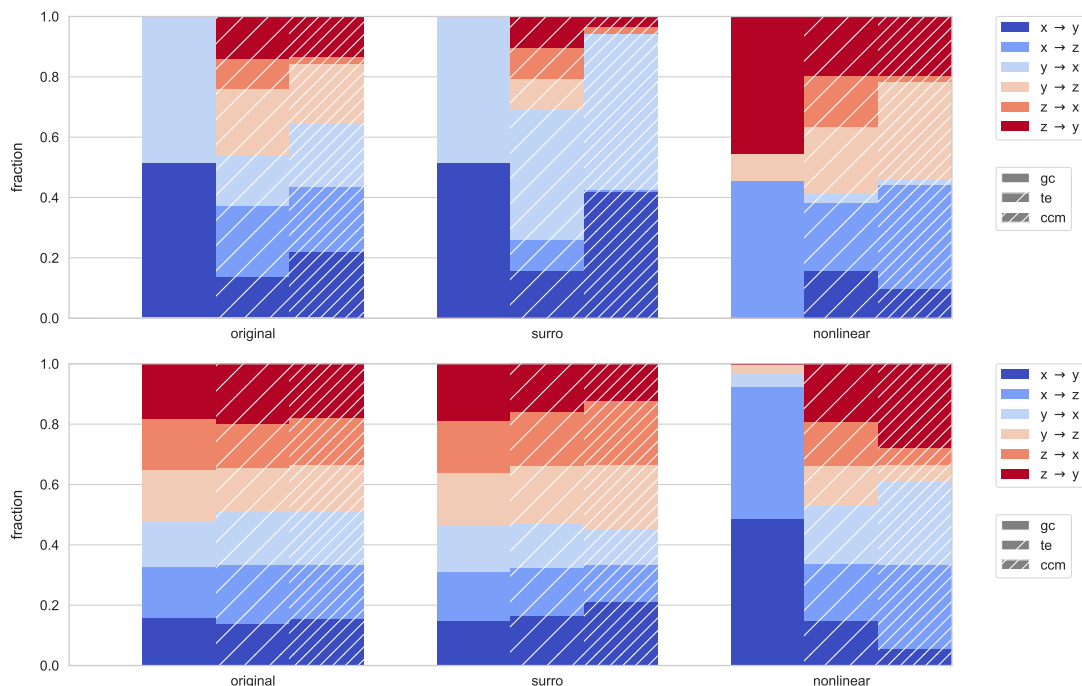 1.0
0.8
0.6
0.4
0.2
0.0
fraction
original
surro
nonlinear
x → y
x → z
y → x
y → z
z → x
z → y
gc
te
ccm
1.0
0.8
0.6
0.4
0.2
0.0
fraction
original
surro
nonlinear
x → y
x → z
y → x
y → z
z → x
z → y
gc
te
ccm